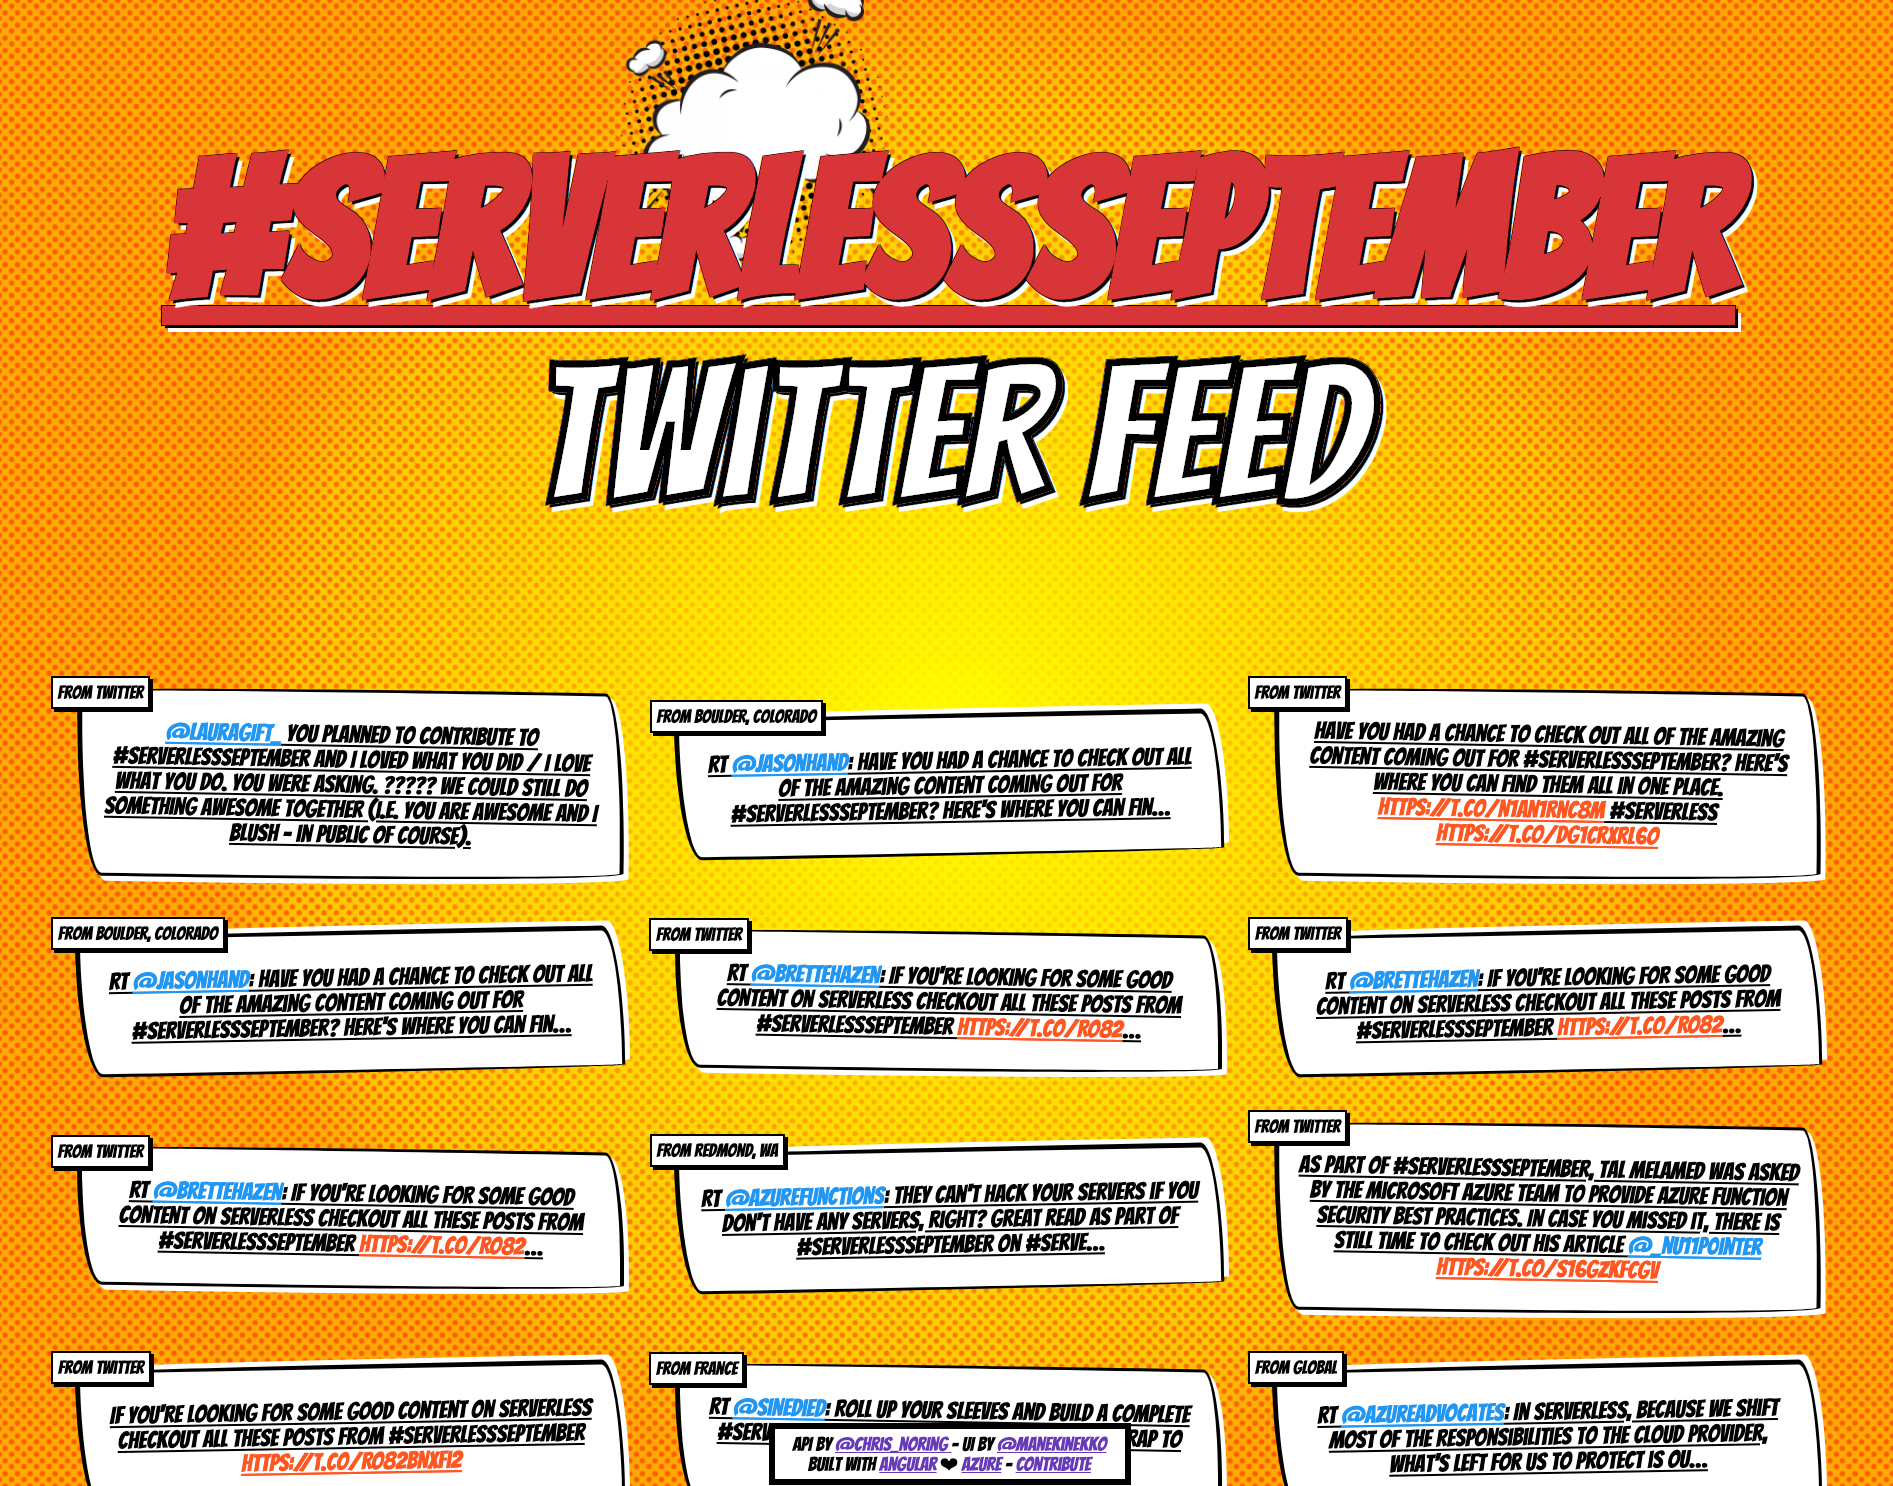 #SERVERLESSSEPTEMBER
TWITTER FEED
FROM TWITTER
@LAURAGIFT_ YOU PLANNED TO CONTRIBUTE TO
#SERVERLESSSEPTEMBER AND I LOVED WHAT YOU DID / I LOVE
WHAT YOU DO. YOU WERE ASKING. ????? WE COULD STILL DO
SOMETHING AWESOME TOGETHER (I.E. YOU ARE AWESOME AND I
BLUSH - IN PUBLIC OF COURSE).
FROM BOULDER, COLORADO
RT @JASONHAND: HAVE YOU HAD A CHANCE TO CHECK OUT ALL
OF THE AMAZING CONTENT COMING OUT FOR
#SERVERLESSSEPTEMBER? HERE'S WHERE YOU CAN FIN...
FROM TWITTER
HAVE YOU HAD A CHANCE TO CHECK OUT ALL OF THE AMAZING
CONTENT COMING OUT FOR #SERVERLESSSEPTEMBER? HERE'S
WHERE YOU CAN FIND THEM ALL IN ONE PLACE.
HTTPS://T.CO/N1AN1RNC8M #SERVERLESS
HTTPS://T.CO/DG1CRXRL60
FROM BOULDER, COLORADO
RT @JASONHAND: HAVE YOU HAD A CHANCE TO CHECK OUT ALL
OF THE AMAZING CONTENT COMING OUT FOR
#SERVERLESSSEPTEMBER? HERE'S WHERE YOU CAN FIN...
FROM TWITTER
RT @BRETTEHAZEN: IF YOU'RE LOOKING FOR SOME GOOD
CONTENT ON SERVERLESS CHECKOUT ALL THESE POSTS FROM
#SERVERLESSSEPTEMBER HTTPS://T.CO/RO82...
FROM TWITTER
RT @BRETTEHAZEN: IF YOU'RE LOOKING FOR SOME GOOD
CONTENT ON SERVERLESS CHECKOUT ALL THESE POSTS FROM
#SERVERLESSSEPTEMBER HTTPS://T.CO/RO82...
FROM TWITTER
RT @BRETTEHAZEN: IF YOU'RE LOOKING FOR SOME GOOD
CONTENT ON SERVERLESS CHECKOUT ALL THESE POSTS FROM
#SERVERLESSSEPTEMBER HTTPS://T.CO/RO82...
FROM REDMOND, WA
RT @AZUREFUNCTIONS: THEY CAN'T HACK YOUR SERVERS IF YOU
DON'T HAVE ANY SERVERS, RIGHT? GREAT READ AS PART OF
#SERVERLESSSEPTEMBER ON #SERVE...
FROM TWITTER
AS PART OF #SERVERLESSSEPTEMBER, TAL MELAMED WAS ASKED
BY THE MICROSOFT AZURE TEAM TO PROVIDE AZURE FUNCTION
SECURITY BEST PRACTICES. IN CASE YOU MISSED IT, THERE IS
STILL TIME TO CHECK OUT HIS ARTICLE @_NU11POINTER
HTTPS://T.CO/S16GZKFCGV
FROM TWITTER
IF YOU'RE LOOKING FOR SOME GOOD CONTENT ON SERVERLESS
CHECKOUT ALL THESE POSTS FROM #SERVERLESSSEPTEMBER
HTTPS://T.CO/RO82BNXFI2
FROM FRANCE
RT @SINEDIED: ROLL UP YOUR SLEEVES AND BUILD A COMPLETE
#SERV RAP TO
FROM GLOBAL
RT @AZUREADVOCATES: IN SERVERLESS, BECAUSE WE SHIFT
MOST OF THE RESPONSIBILITIES TO THE CLOUD PROVIDER,
WHAT'S LEFT FOR US TO PROTECT IS OU...
API BY @CHRIS_NORING - UI BY @MANEKINEKKO
BUILT WITH ANGULAR ❤ AZURE - CONTRIBUTE